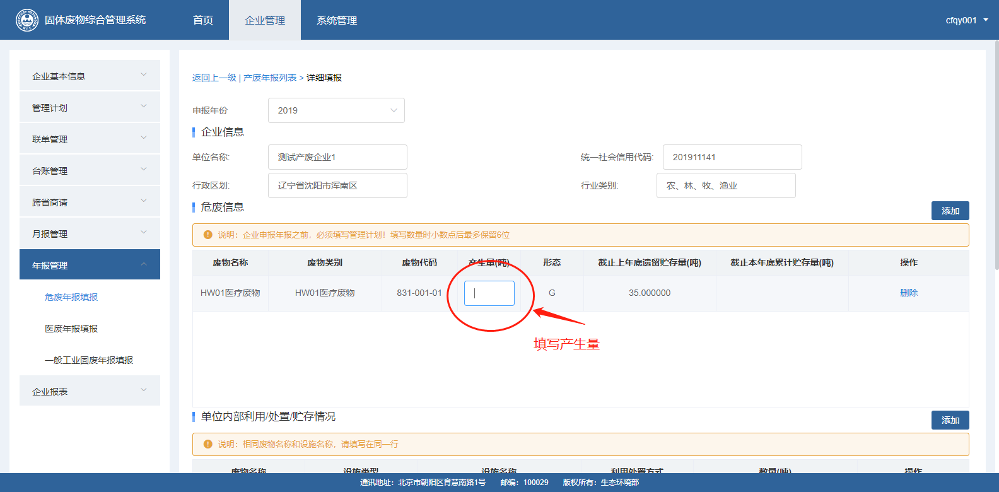 固体废物综合管理系统
首页
企业管理
系统管理
cfqy001
企业基本信息
管理计划
联单管理
台账管理
跨省商请
月报管理
年报管理
危废年报填报
医废年报填报
一般工业固废年报填报
企业报表
返回上一级 | 产废年报列表 > 详细填报
申报年份 2019
企业信息
单位名称: 测试产废企业1 统一社会信用代码: 201911141
行政区划: 辽宁省沈阳市浑南区 行业类别: 农、林、牧、渔业
危废信息 添加
说明：企业申报年报之前，必须填写管理计划！填写数量时小数点后最多保留6位
废物名称 废物类别 废物代码 产生量(吨) 形态 截止上年底遗留贮存量(吨) 截止本年底累计贮存量(吨) 操作
HW01医疗废物 HW01医疗废物 831-001-01 G 35.000000 删除
填写产生量
单位内部利用/处置/贮存情况 添加
说明：相同废物名称和设施名称，请填写在同一行
废物名称 设施类型 设施名称 利用处置方式 数量(吨) 操作
通讯地址：北京市朝阳区育慧南路1号 邮编：100029 版权所有：生态环境部